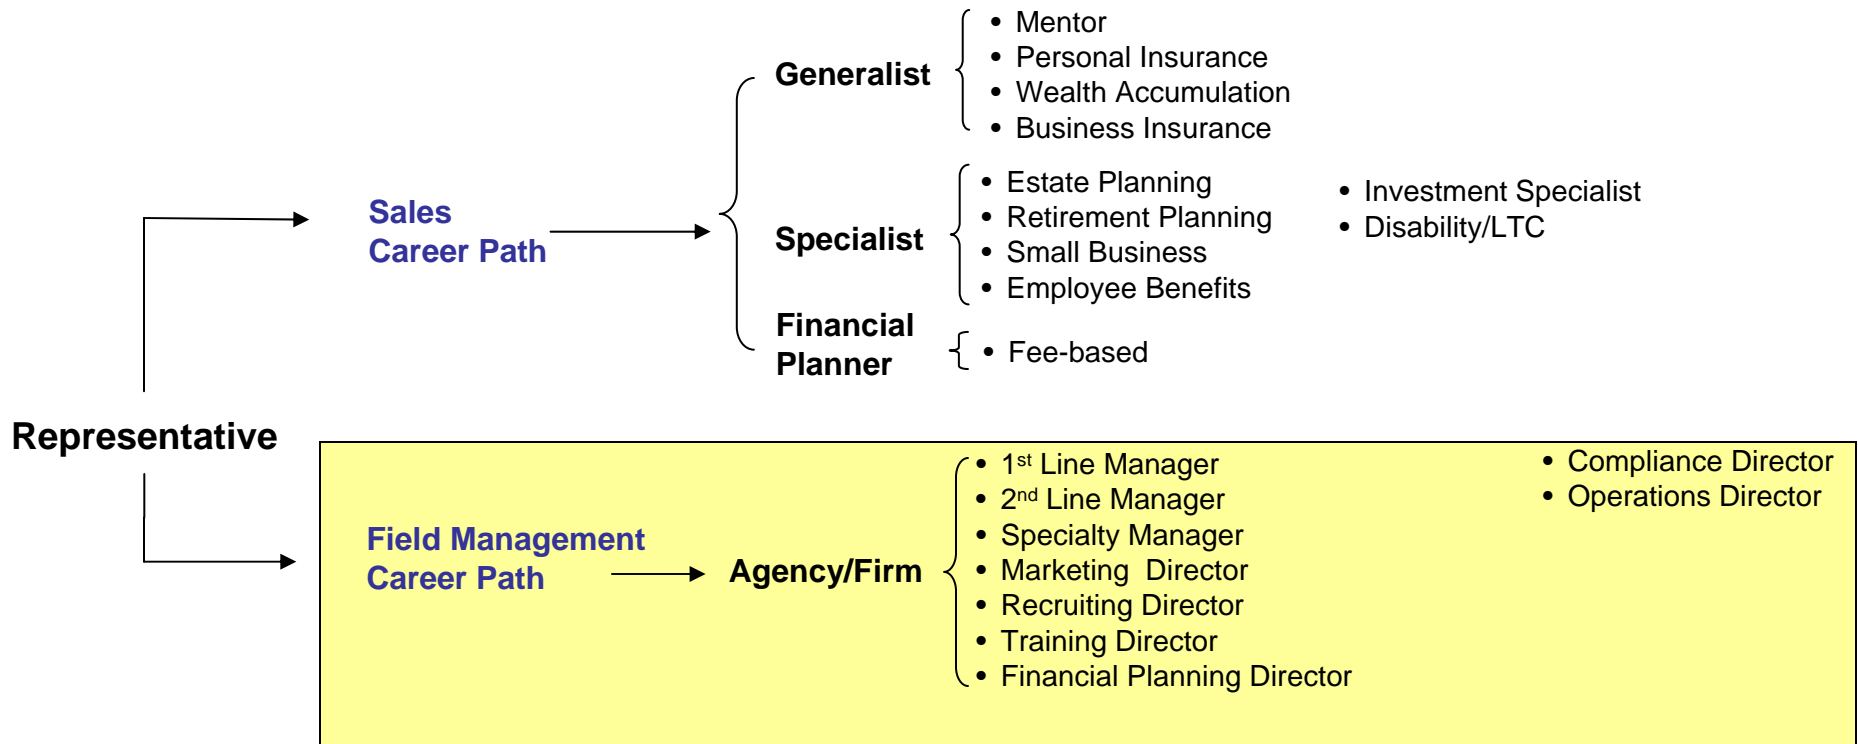 Representative
Sales
Career Path
Generalist
• Mentor
• Personal Insurance
• Wealth Accumulation
• Business Insurance
Specialist
• Estate Planning
• Retirement Planning
• Small Business
• Employee Benefits
• Investment Specialist
• Disability/LTC
Financial
Planner
• Fee-based
Field Management
Career Path
Agency/Firm
• 1st Line Manager
• 2nd Line Manager
• Specialty Manager
• Marketing  Director
• Recruiting Director
• Training Director
• Financial Planning Director
• Compliance Director
• Operations Director